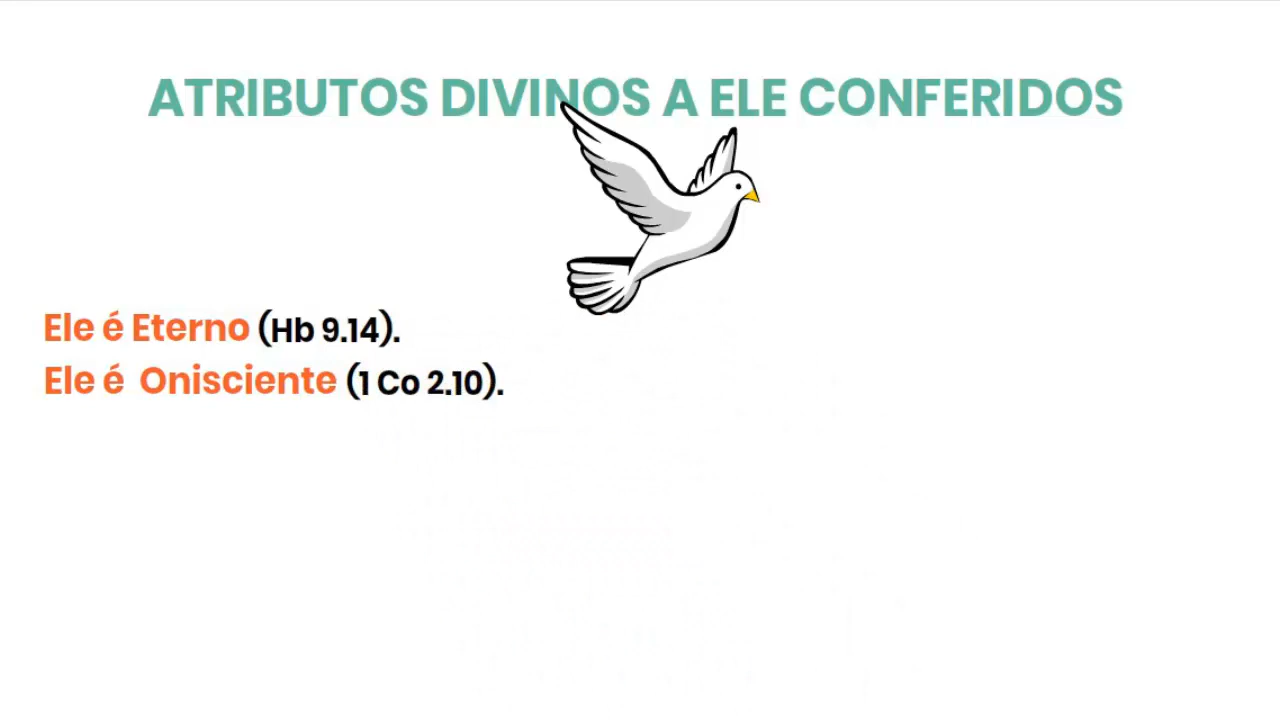 ATRIBUTOS DIVINOS A ELE CONFERIDOS
Ele é Eterno (Hb 9.14).
Ele é  Onisciente (1 Co 2.10).